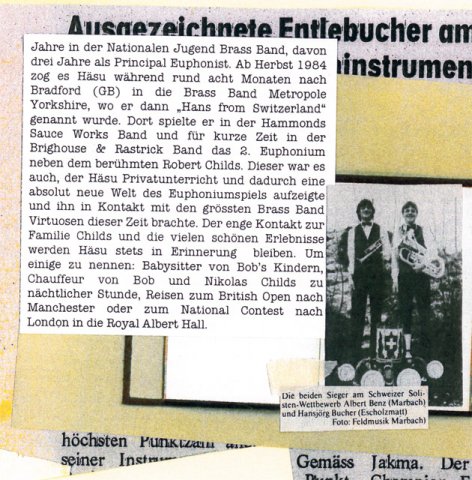 Ausgezeichnete Entlebucher am
instrumen
Jahre in der Nationalen Jugend Brass Band, davon
drei Jahre als Principal Euphonist. Ab Herbst 1984
zog es Häsu während rund acht Monaten nach
Bradford (GB) in die Brass Band Metropole
Yorkshire, wo er dann „Hans from Switzerland“
genannt wurde. Dort spielte er in der Hammonds
Sauce Works Band und für kurze Zeit in der
Brighouse & Rastrick Band das 2. Euphonium
neben dem berühmten Robert Childs. Dieser war es
auch, der Häsu Privatunterricht und dadurch eine
absolut neue Welt des Euphoniumspiels aufzeigte
und ihn in Kontakt mit den grössten Brass Band
Virtuosen dieser Zeit brachte. Der enge Kontakt zur
Familie Childs und die vielen schönen Erlebnisse
werden Häsu stets in Erinnerung bleiben. Um
einige zu nennen: Babysitter von Bob's Kindern,
Chauffeur von Bob und Nikolas Childs zu
nächtlicher Stunde, Reisen zum British Open nach
Manchester oder zum National Contest nach
London in die Royal Albert Hall.
Die beiden Sieger am Schweizer Soli-
sten-Wettbewerb Albert Benz (Marbach)
und Hansjörg Bucher (Escholzmatt)
Foto: Feldmusik Marbach)
höchsten Punktzahl
seiner
Gemäss Jakma. Der